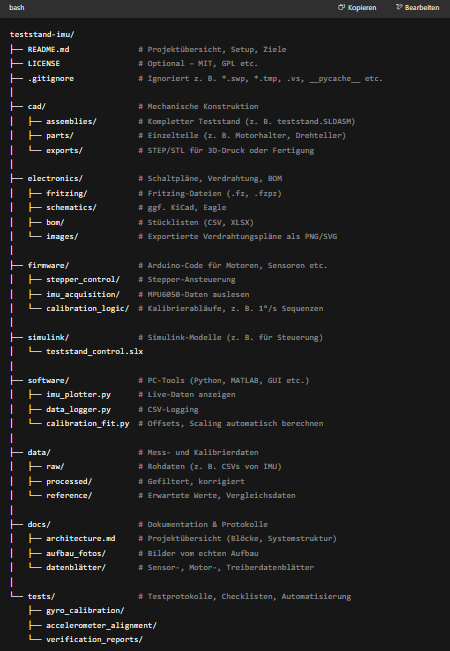 bash Kopieren Bearbeiten
teststand-imu/
├── README.md # Projektübersicht, Setup, Ziele
├── LICENSE # Optional – MIT, GPL etc.
├── .gitignore # Ignoriert z. B. *.swp, *.tmp, .vs, __pycache__ etc.
│
├── cad/ # Mechanische Konstruktion
│   ├── assemblies/ # Kompletter Teststand (z. B. teststand.SLDASM)
│   ├── parts/ # Einzelteile (z. B. Motorhalter, Drehteller)
│   └── exports/ # STEP/STL für 3D-Druck oder Fertigung
│
├── electronics/ # Schaltpläne, Verdrahtung, BOM
│   ├── fritzing/ # Fritzing-Dateien (.fz, .fzpz)
│   ├── schematics/ # ggf. KiCad, Eagle
│   ├── bom/ # Stücklisten (CSV, XLSX)
│   └── images/ # Exportierte Verdrahtungspläne als PNG/SVG
│
├── firmware/ # Arduino-Code für Motoren, Sensoren etc.
│   ├── stepper_control/ # Stepper-Ansteuerung
│   ├── imu_acquisition/ # MPU6050-Daten auslesen
│   └── calibration_logic/ # Kalibrierabläufe, z. B. 1°/s Sequenzen
│
├── simulink/ # Simulink-Modelle (z. B. für Steuerung)
│   └── teststand_control.slx
│
├── software/ # PC-Tools (Python, MATLAB, GUI etc.)
│   ├── imu_plotter.py # Live-Daten anzeigen
│   ├── data_logger.py # CSV-Logging
│   └── calibration_fit.py # Offsets, Scaling automatisch berechnen
│
├── data/ # Mess- und Kalibrierdaten
│   ├── raw/ # Rohdaten (z. B. CSVs von IMU)
│   ├── processed/ # Gefiltert, korrigiert
│   └── reference/ # Erwartete Werte, Vergleichsdaten
│
├── docs/ # Dokumentation & Protokolle
│   ├── architecture.md # Projektübersicht (Blöcke, Systemstruktur)
│   ├── aufbau_fotos/ # Bilder vom echten Aufbau
│   └── datenblätter/ # Sensor-, Motor-, Treiberdatenblätter
│
└── tests/ # Testprotokolle, Checklisten, Automatisierung
    ├── gyro_calibration/
    ├── accelerometer_alignment/
    └── verification_reports/